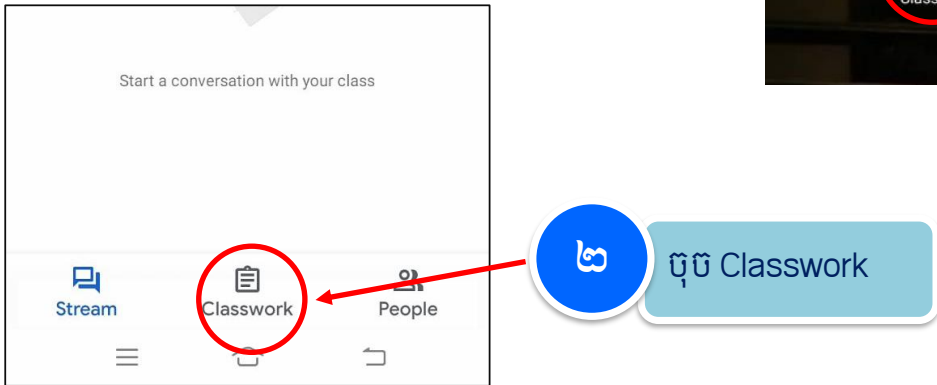 Start a conversation with your class
Stream
Classwork
People
២
ចុច Classwork